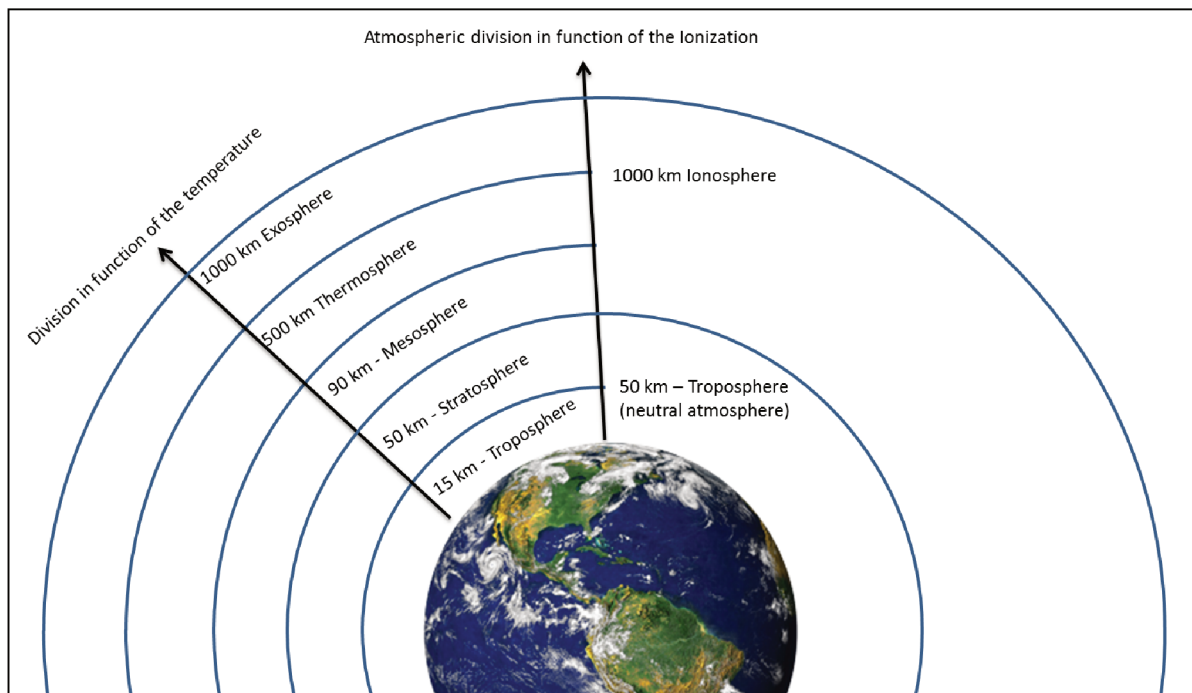 Atmospheric division in function of the Ionization
Division in function of the temperature
1000 km Exosphere
500 km Thermosphere
90 km - Mesosphere
50 km - Stratosphere
15 km - Troposphere
1000 km Ionosphere
50 km – Troposphere
(neutral atmosphere)